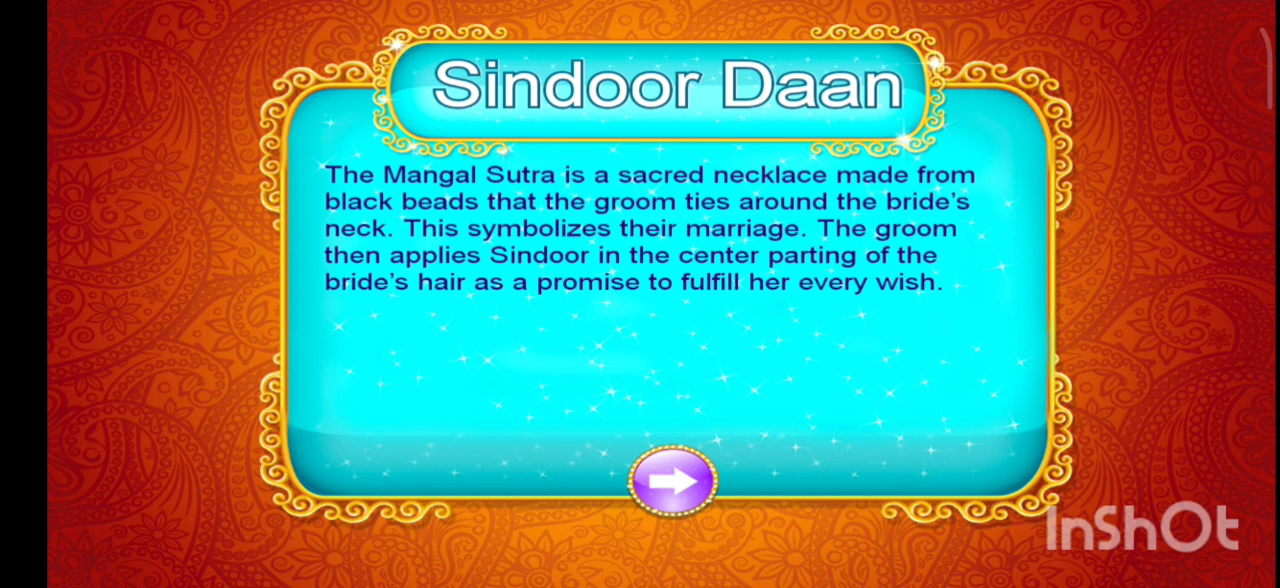 Sindoor Daan
The Mangal Sutra is a sacred necklace made from
black beads that the groom ties around the bride's
neck. This symbolizes their marriage. The groom
then applies Sindoor in the center parting of the
bride's hair as a promise to fulfill her every wish.
InShOt